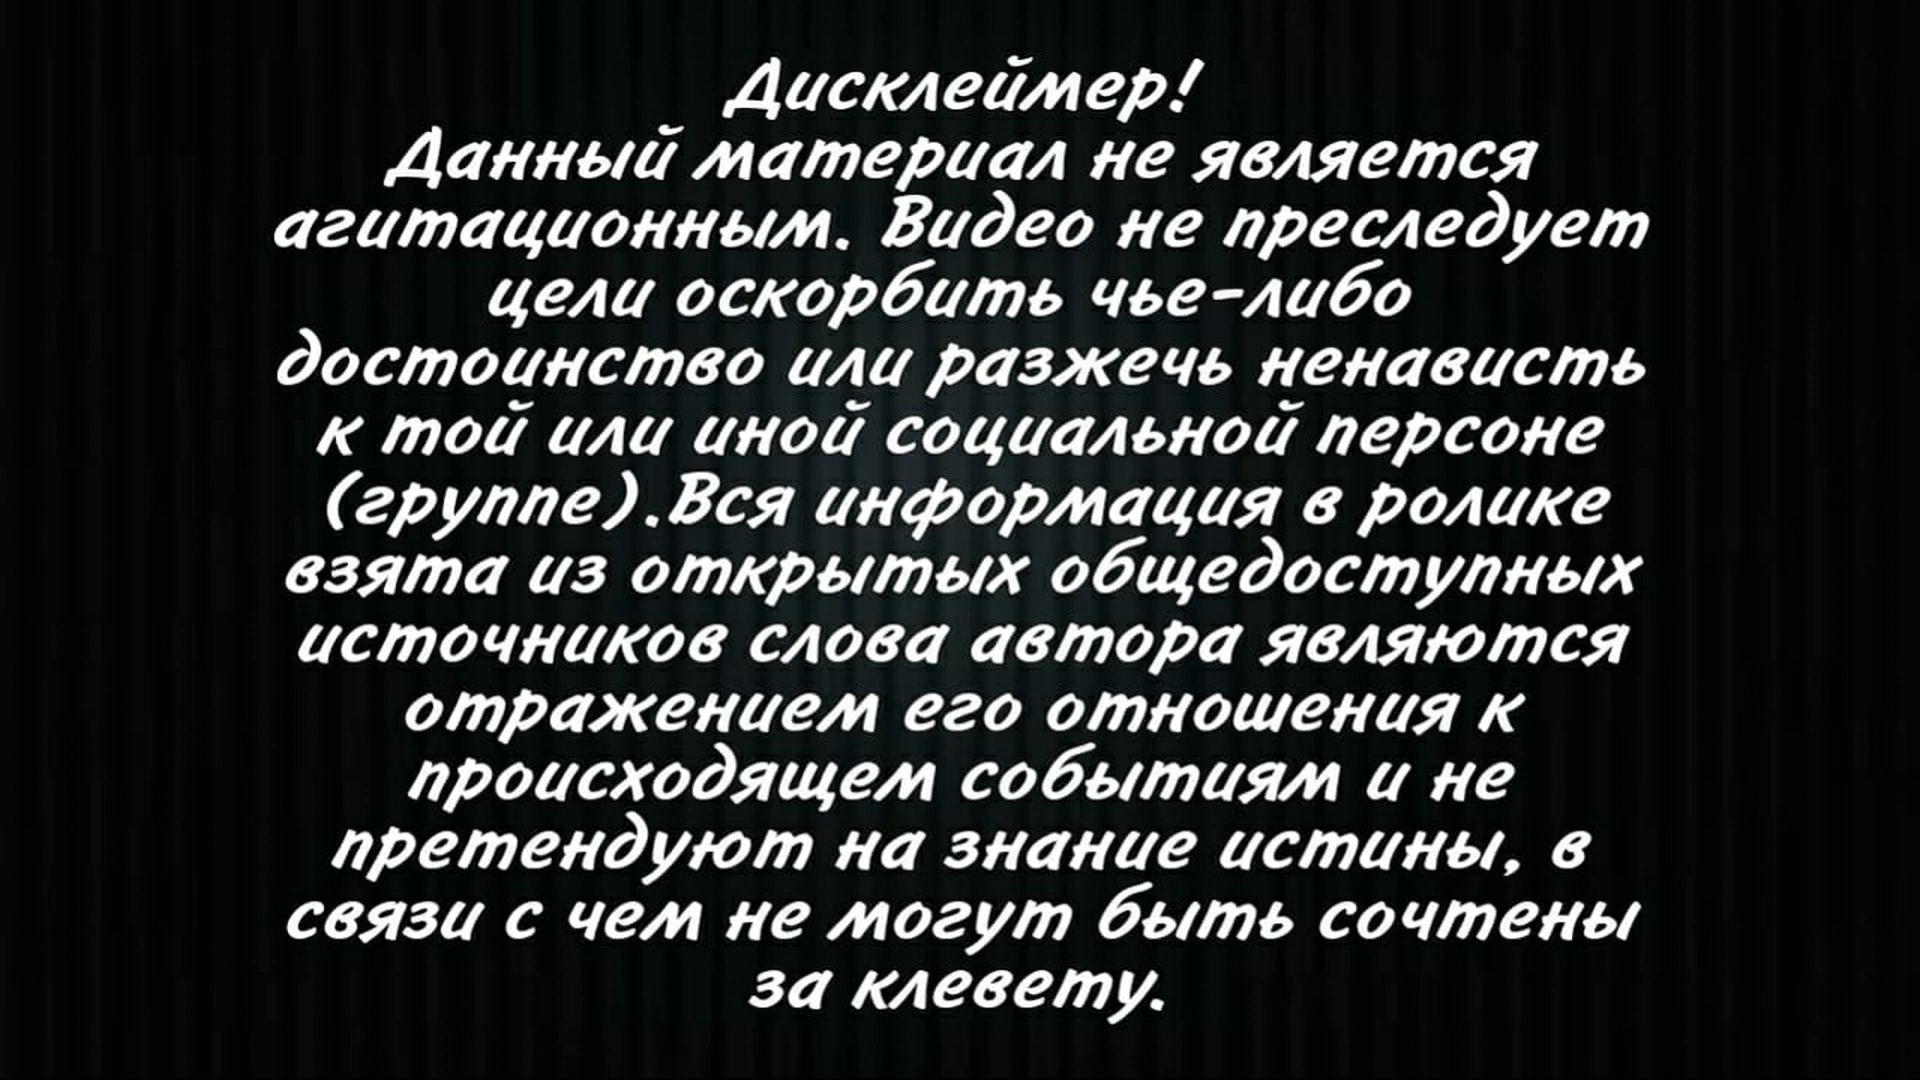 Дисклеймер!
Данный материал не является
агитационным. Видео не преследует
цели оскорбить чье-либо
достоинство или разжечь ненависть
к той или иной социальной персоне
(группе).Вся информация в ролике
взята из открытых общедоступных
источников слова автора являются
отражением его отношения к
происходящем событиям и не
претендуют на знание истины, в
связи с чем не могут быть сочтены
за клевету.